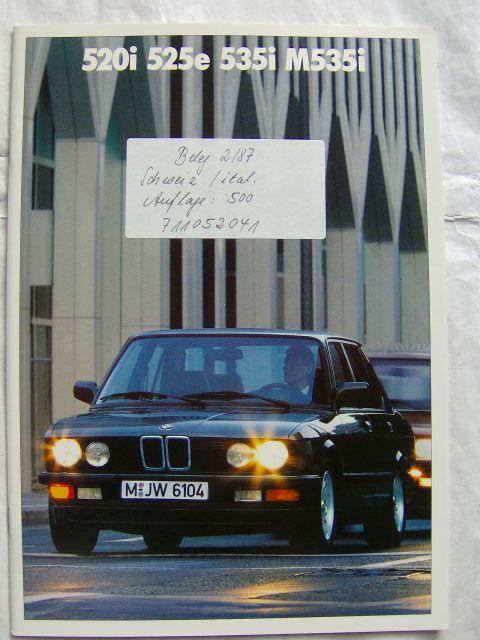 520i 525e 535i M535i
Beleg 2/87
Schweiz / ital.
Auflage: 500
711052041
M JW 6104